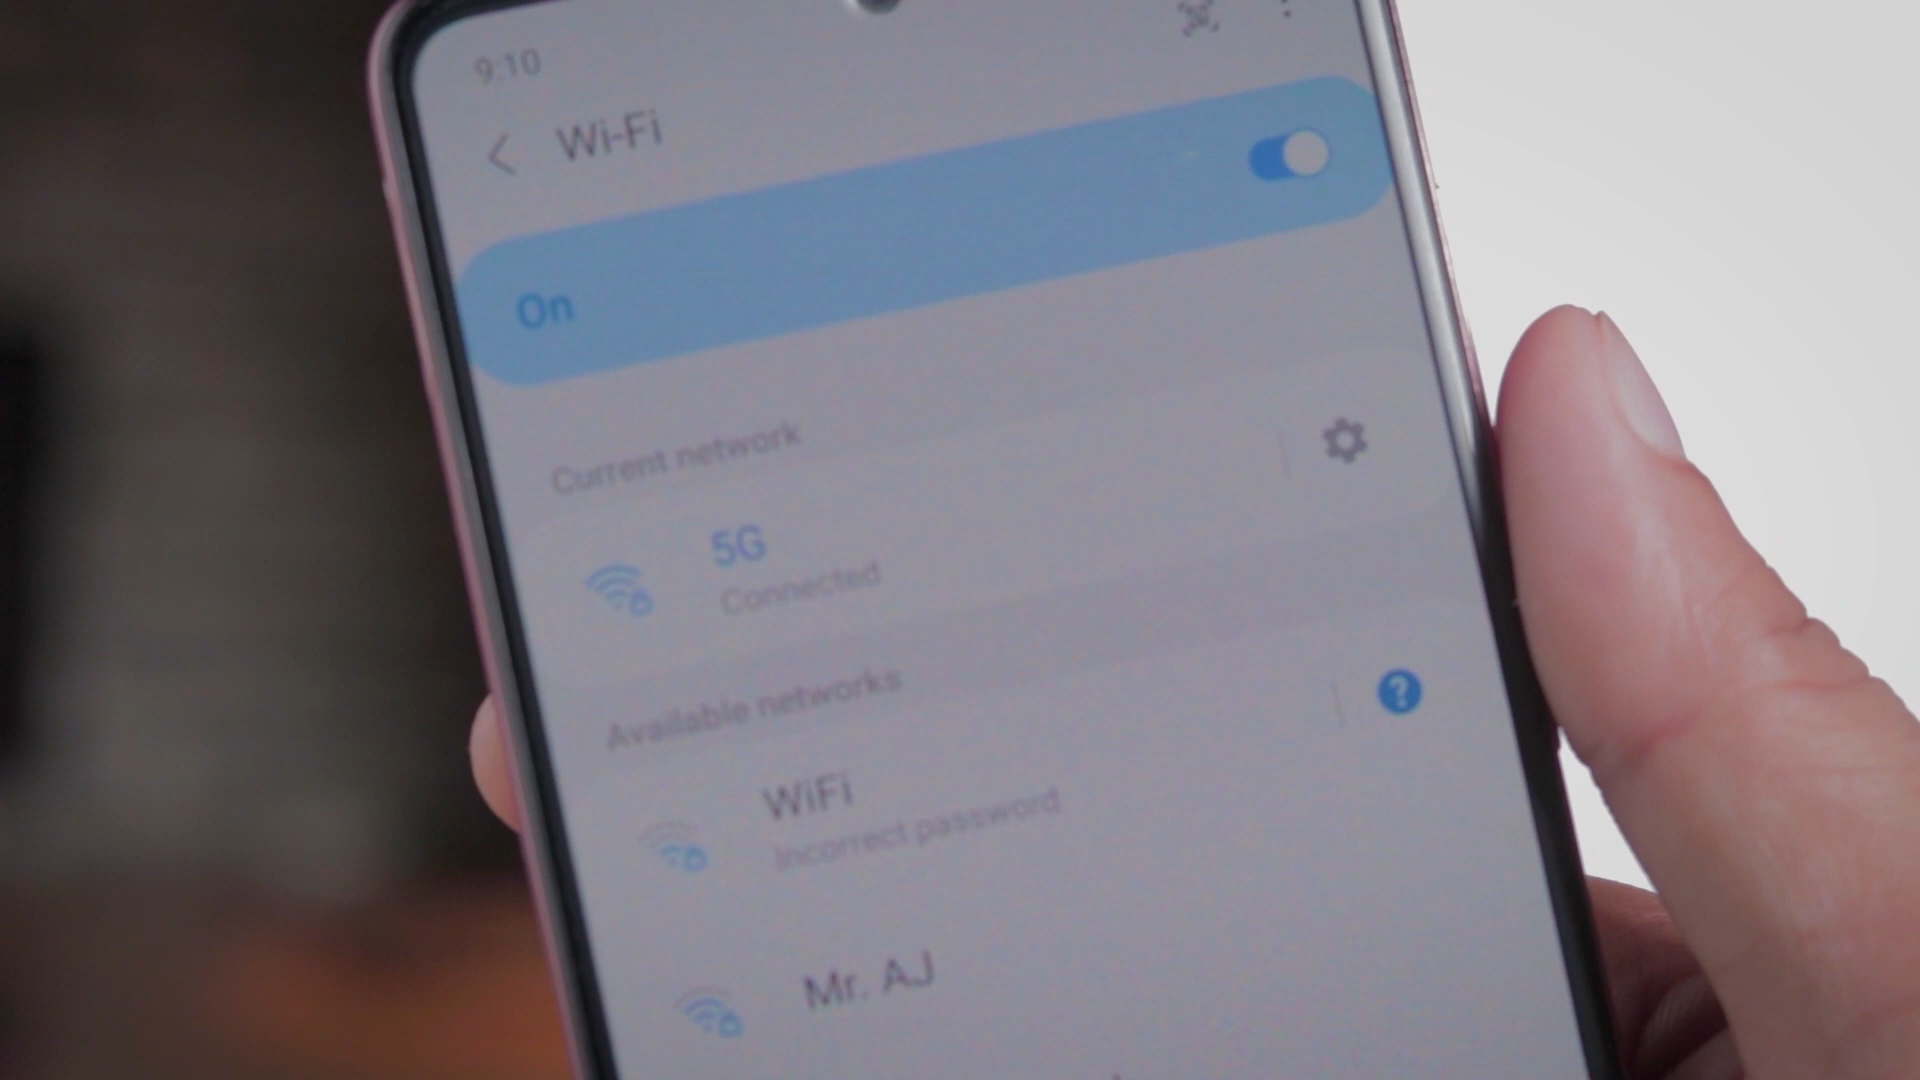 9:10
Wi-Fi
On
Current network
5G
Connected
Available networks
WiFi
Incorrect password
Mr. AJ